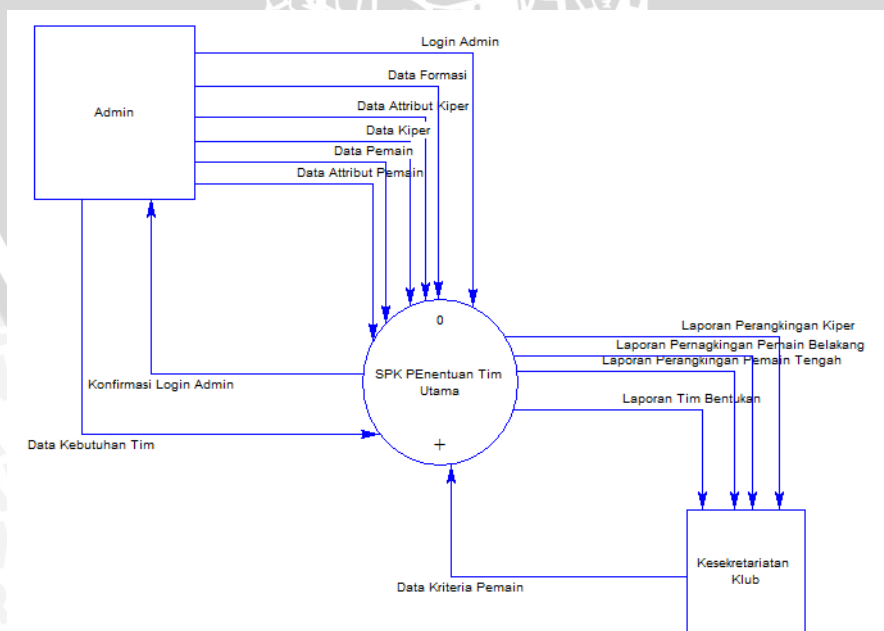 Login Admin
Data Formasi
Data Attribut Kiper
Admin
Data Kiper
Data Pemain
Data Attribut Pemain
0
Laporan Perangkingan Kiper
Laporan Pernagkingan Pemain Belakang
Laporan Perangkingan Pemain Tengah
SPK PEnentuan Tim
Utama
Konfirmasi Login Admin
Laporan Tim Bentukan
Data Kebutuhan Tim
+
Kesekretariatan
Klub
Data Kriteria Pemain